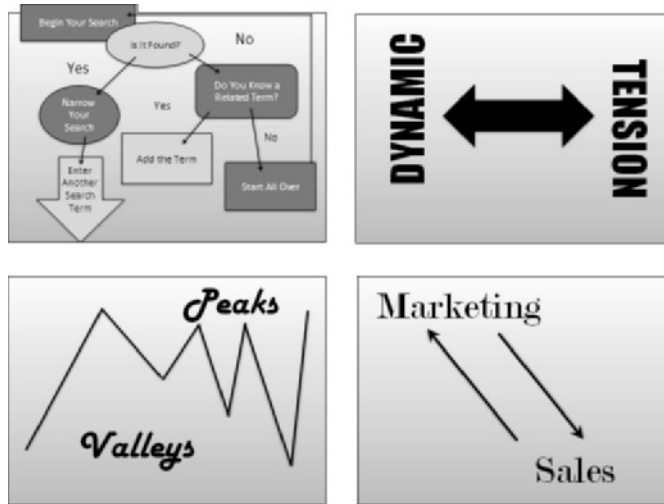 Begin Your Search
Is It Found?
No
Yes
Do You Know a
Related Term?
Narrow
Your
Search
Yes
No
Add the Term
Enter
Another
Search
Term
Start All Over
DYNAMIC
TENSION
Peaks
Valleys
Marketing
Sales